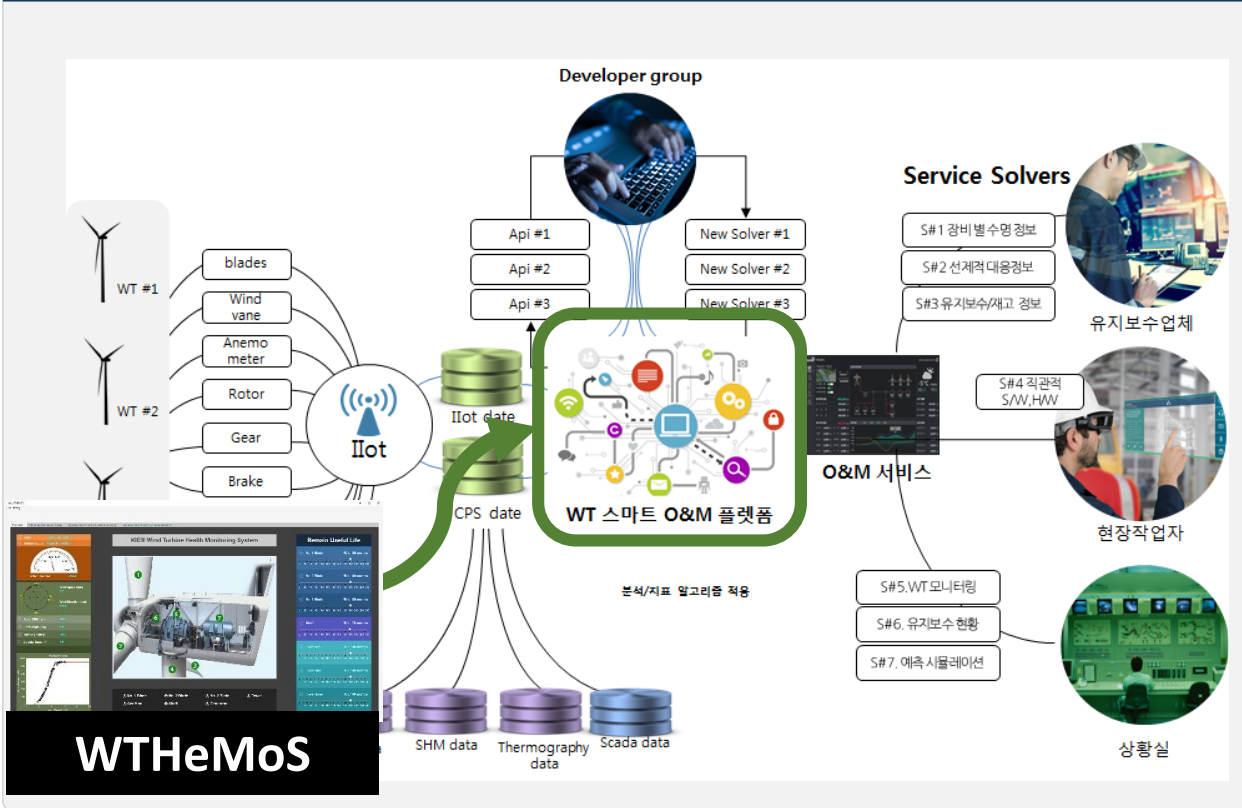 Developer group
Service Solvers
Api #1
Api #2
Api #3
New Solver #1
New Solver #2
New Solver #3
S#1 장비 별 수명 정보
S#2 선제적 대응정보
S#3 유지보수/재고 정보
유지보수업체
WT #1
WT #2
blades
Wind
vane
Anemo
meter
Rotor
Gear
Brake
IIot
IIot date
CPS date
WT 스마트 O&M 플렛폼
O&M 서비스
S#4 직관적
S/W,H/W
현장작업자
분석/지표 알고리즘 적용
S#5.WT 모니터링
S#6. 유지보수 현황
S#7. 예측 시뮬레이션
상황실
Wind Turbine Health Monitoring System
Remain Useful Life
WTHeMoS
SHM data
Thermography
data
Scada data